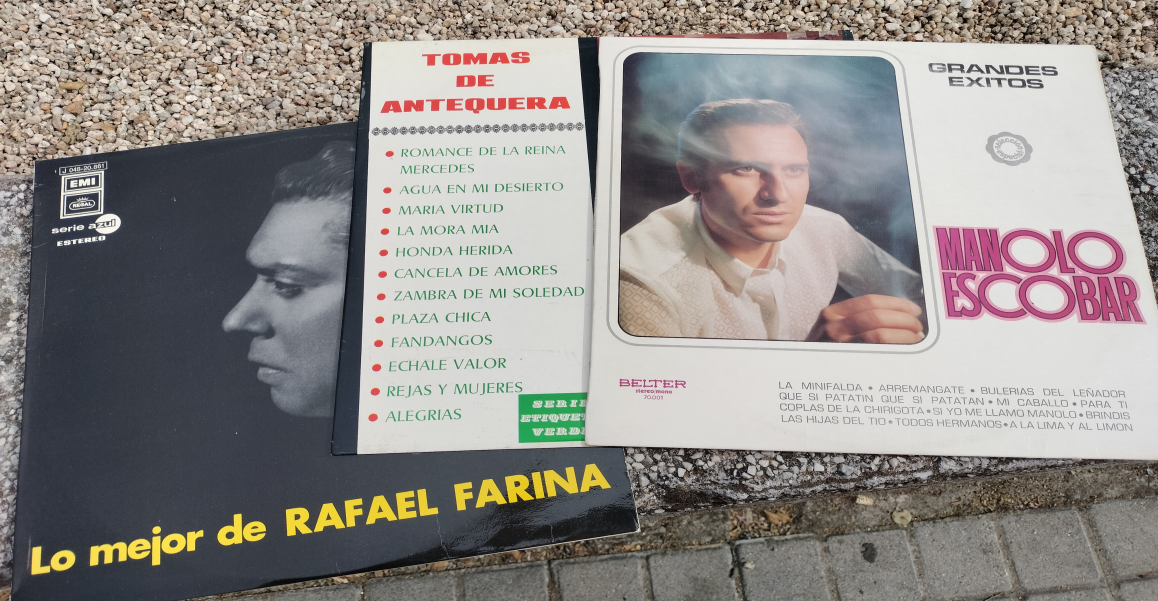 J 048-20.861
EMI
REGAL
serie azul
ESTEREO
Lo mejor de RAFAEL FARINA
TOMAS
DE
ANTEQUERA
ROMANCE DE LA REINA
MERCEDES
AGUA EN MI DESIERTO
MARIA VIRTUD
LA MORA MIA
HONDA HERIDA
CANCELA DE AMORES
ZAMBRA DE MI SOLEDAD
PLAZA CHICA
FANDANGOS
ECHALE VALOR
REJAS Y MUJERES
ALEGRIAS
SERIE
ETIQUET
VERDE
GRANDES
EXITOS
MANOLO
ESCOBAR
BELTER
stereo/mono
70.001
LA MINIFALDA • ARREMANGATE • BULERIAS DEL LEÑADOR
QUE SI PATATIN QUE SI PATATAN • MI CABALLO • PARA TI
COPLAS DE LA CHIRIGOTA • SI YO ME LLAMO MANOLO • BRINDIS
LAS HIJAS DEL TIO • TODOS HERMANOS • A LA LIMA Y AL LIMON